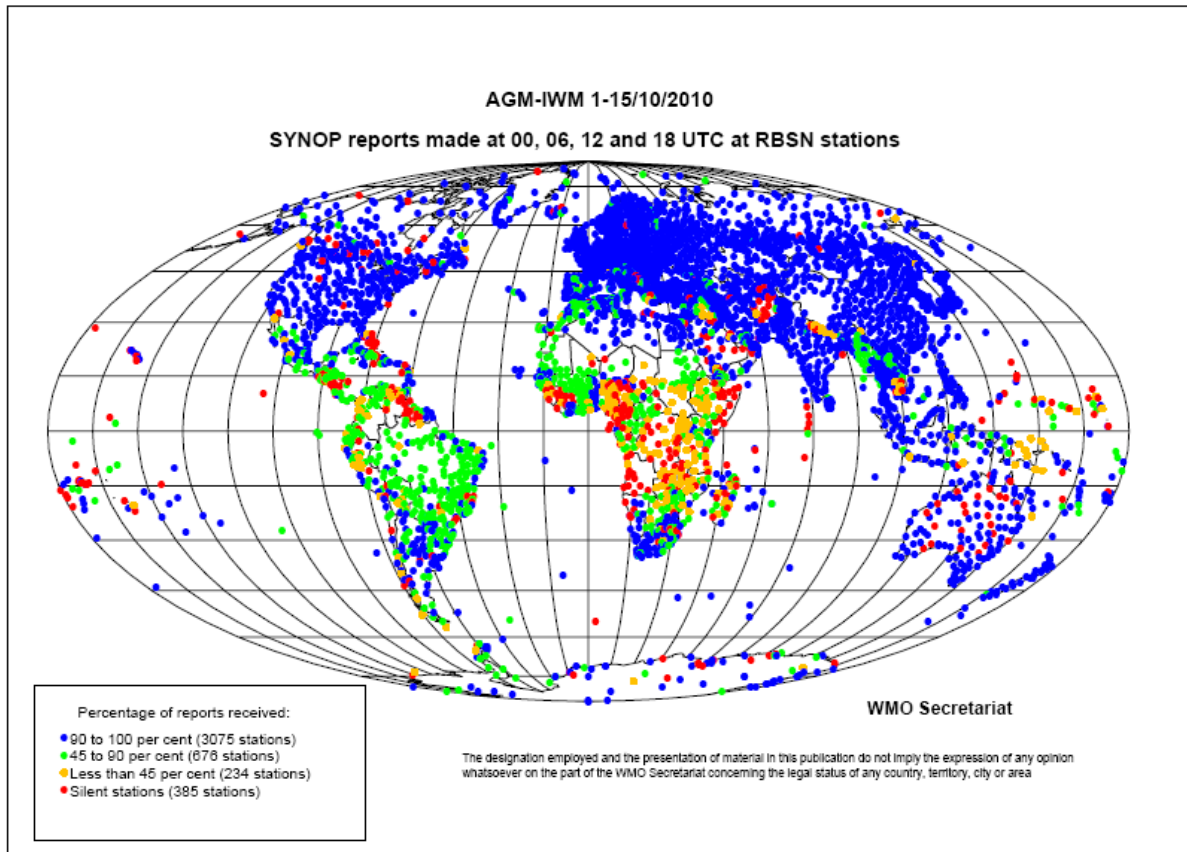 AGM-IWM 1-15/10/2010
SYNOP reports made at 00, 06, 12 and 18 UTC at RBSN stations
WMO Secretariat
Percentage of reports received:
90 to 100 per cent (3075 stations)
45 to 90 per cent (676 stations)
Less than 45 per cent (234 stations)
Silent stations (385 stations)
The designation employed and the presentation of material in this publication do not imply the expression of any opinion
whatsoever on the part of the WMO Secretariat concerning the legal status of any country, territory, city or area